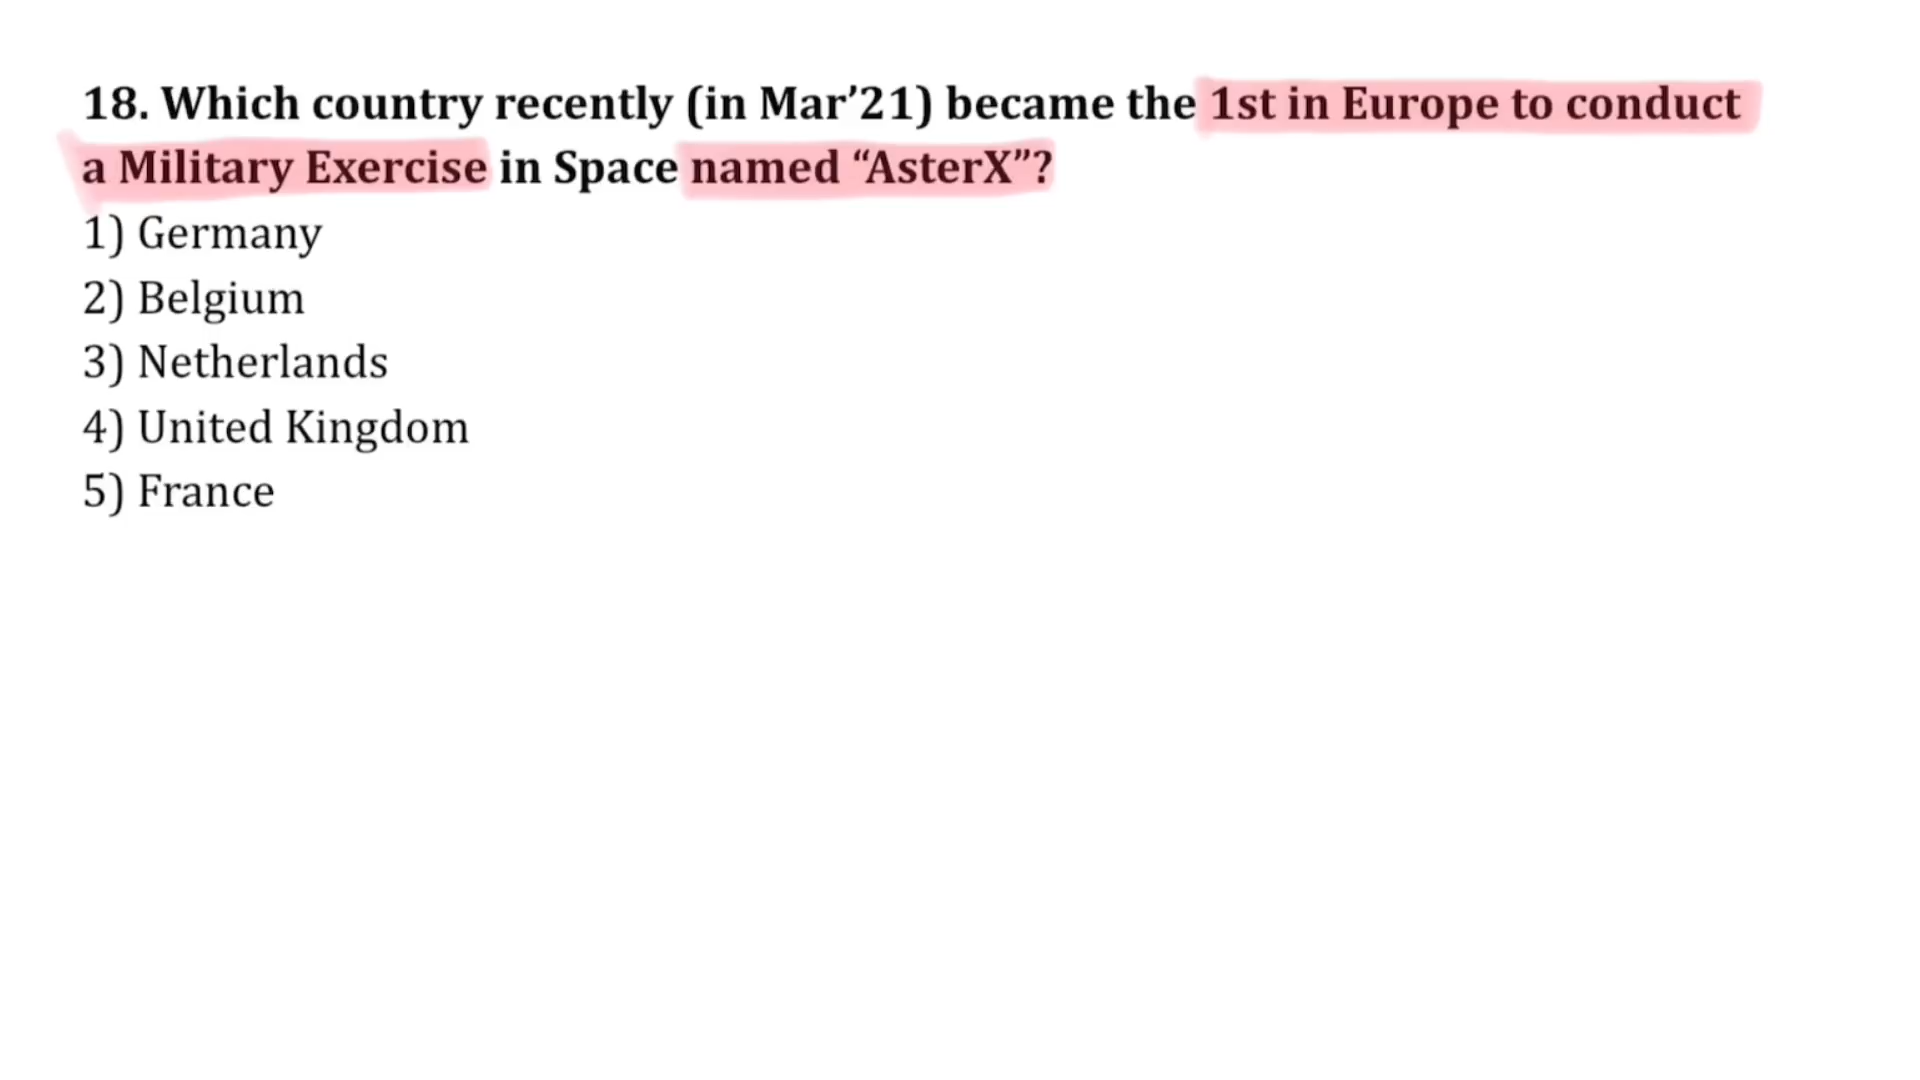 18. Which country recently (in Mar’21) became the 1st in Europe to conduct
a Military Exercise in Space named “AsterX”?
1) Germany
2) Belgium
3) Netherlands
4) United Kingdom
5) France